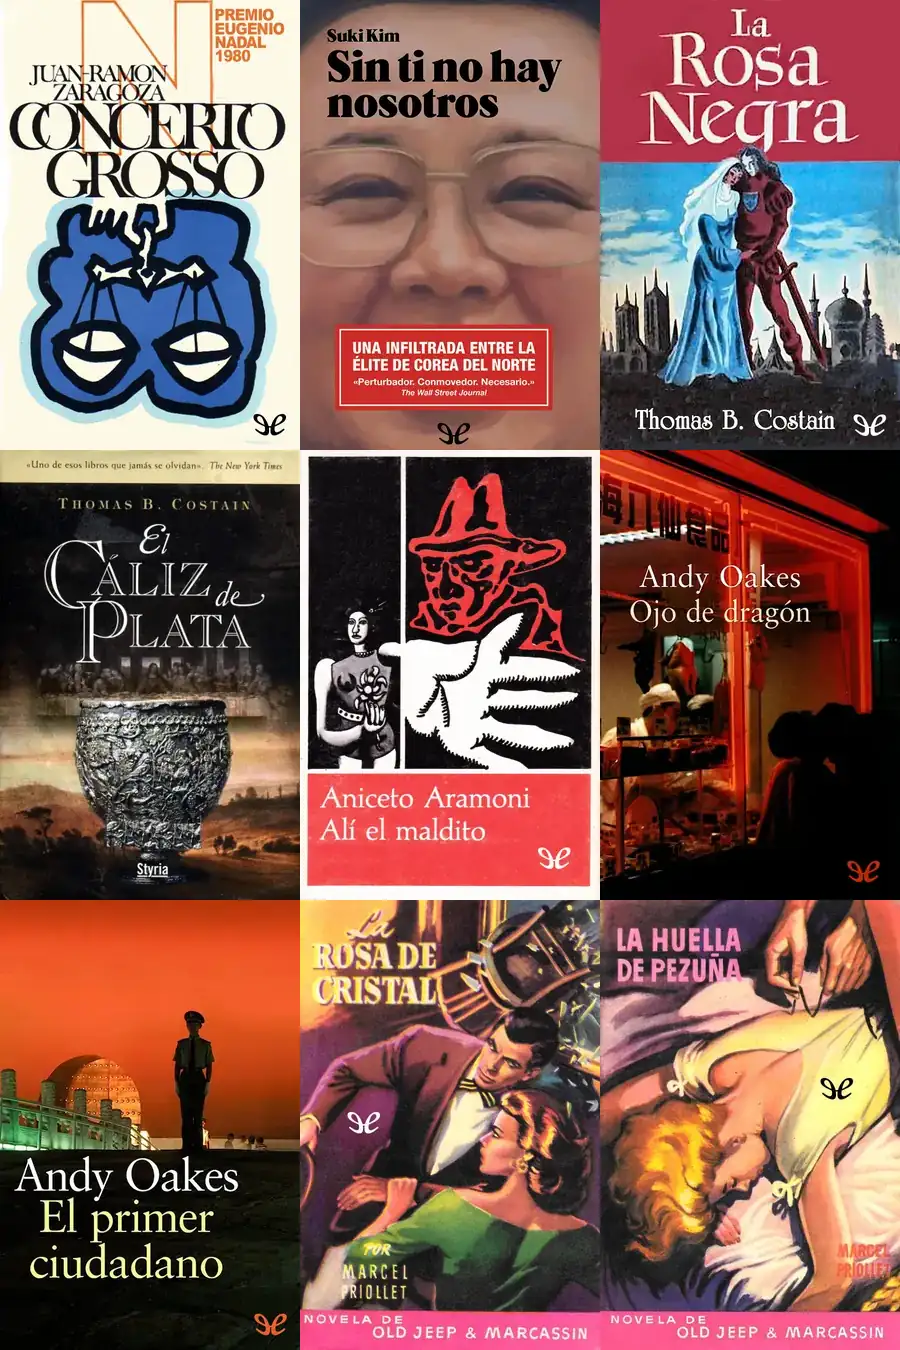 PREMIO
EUGENIO
NADAL
1980
JUAN-RAMON
ZARAGOZA
CONCERTO
GROSSO
Suki Kim
Sin ti no hay
nosotros
UNA INFILTRADA ENTRE LA
ÉLITE DE COREA DEL NORTE
«Perturbador. Conmovedor. Necesario.»
The Wall Street Journal
La
Rosa
Negra
Thomas B. Costain
«Uno de esos libros que jamás se olvidan». The New York Times
THOMAS B. COSTAIN
El
CÁLIZ de
PLATA
Styria
Aniceto Aramoni
Alí el maldito
Andy Oakes
Ojo de dragón
Andy Oakes
El primer
ciudadano
La
ROSA DE
CRISTAL
POR
MARCEL
PRIOLLET
NOVELA DE
OLD JEEP & MARCASSIN
LA HUELLA
DE PEZUÑA
MARCEL
PRIOLLET
NOVELA DE
OLD JEEP & MARCASSIN